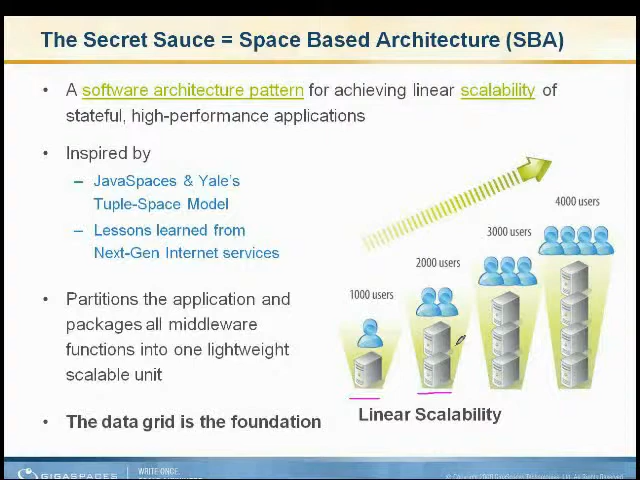 The Secret Sauce = Space Based Architecture (SBA)
• A software architecture pattern for achieving linear scalability of
stateful, high-performance applications
• Inspired by
– JavaSpaces & Yale's
Tuple-Space Model
– Lessons learned from
Next-Gen Internet services
• Partitions the application and
packages all middleware
functions into one lightweight
scalable unit
• The data grid is the foundation
1000 users
2000 users
3000 users
4000 users
Linear Scalability
GIGASPACES
WRITE ONCE.